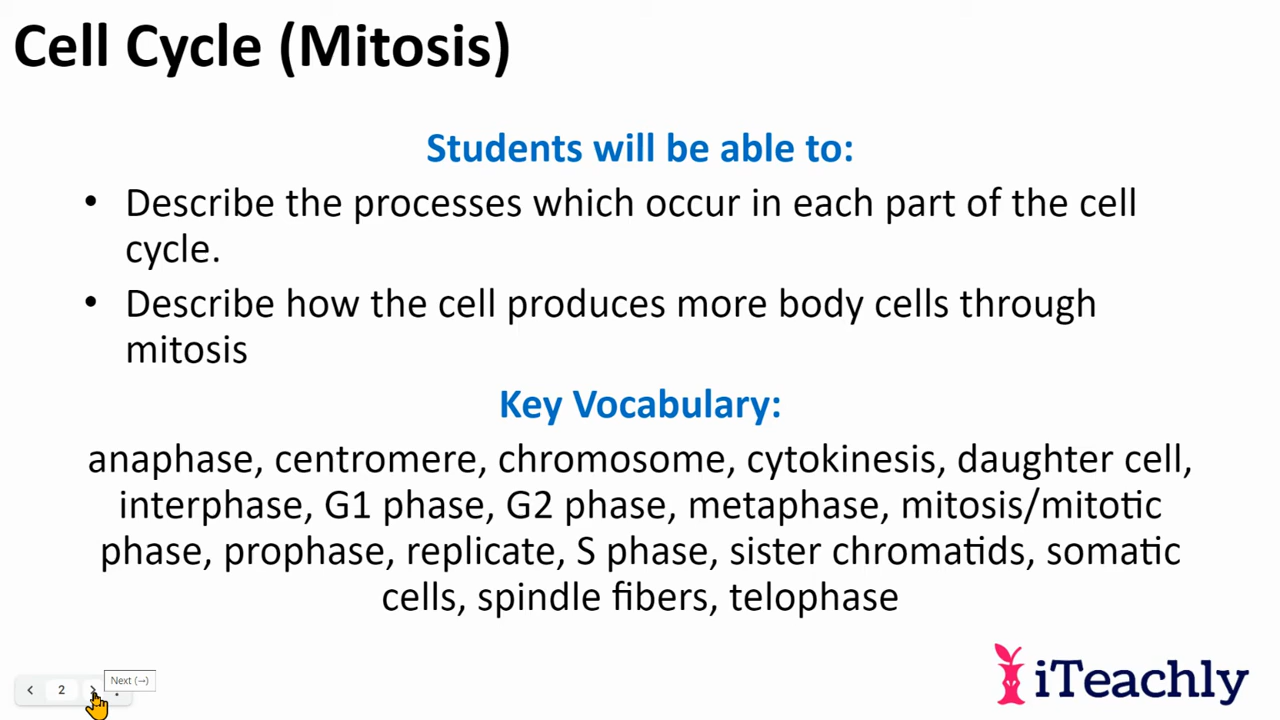 Cell Cycle (Mitosis)
Students will be able to:
• Describe the processes which occur in each part of the cell
cycle.
• Describe how the cell produces more body cells through
mitosis
Key Vocabulary:
anaphase, centromere, chromosome, cytokinesis, daughter cell,
interphase, G1 phase, G2 phase, metaphase, mitosis/mitotic
phase, prophase, replicate, S phase, sister chromatids, somatic
cells, spindle fibers, telophase
Next (→)
2
iTeachly